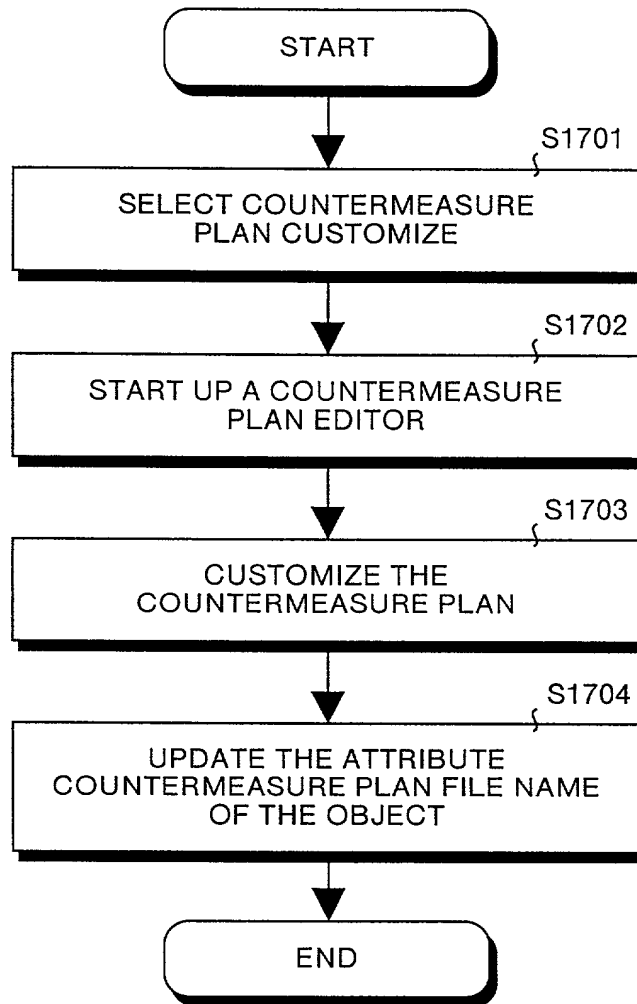 START
S1701
SELECT COUNTERMEASURE
PLAN CUSTOMIZE
S1702
START UP A COUNTERMEASURE
PLAN EDITOR
S1703
CUSTOMIZE THE
COUNTERMEASURE PLAN
S1704
UPDATE THE ATTRIBUTE
COUNTERMEASURE PLAN FILE NAME
OF THE OBJECT
END